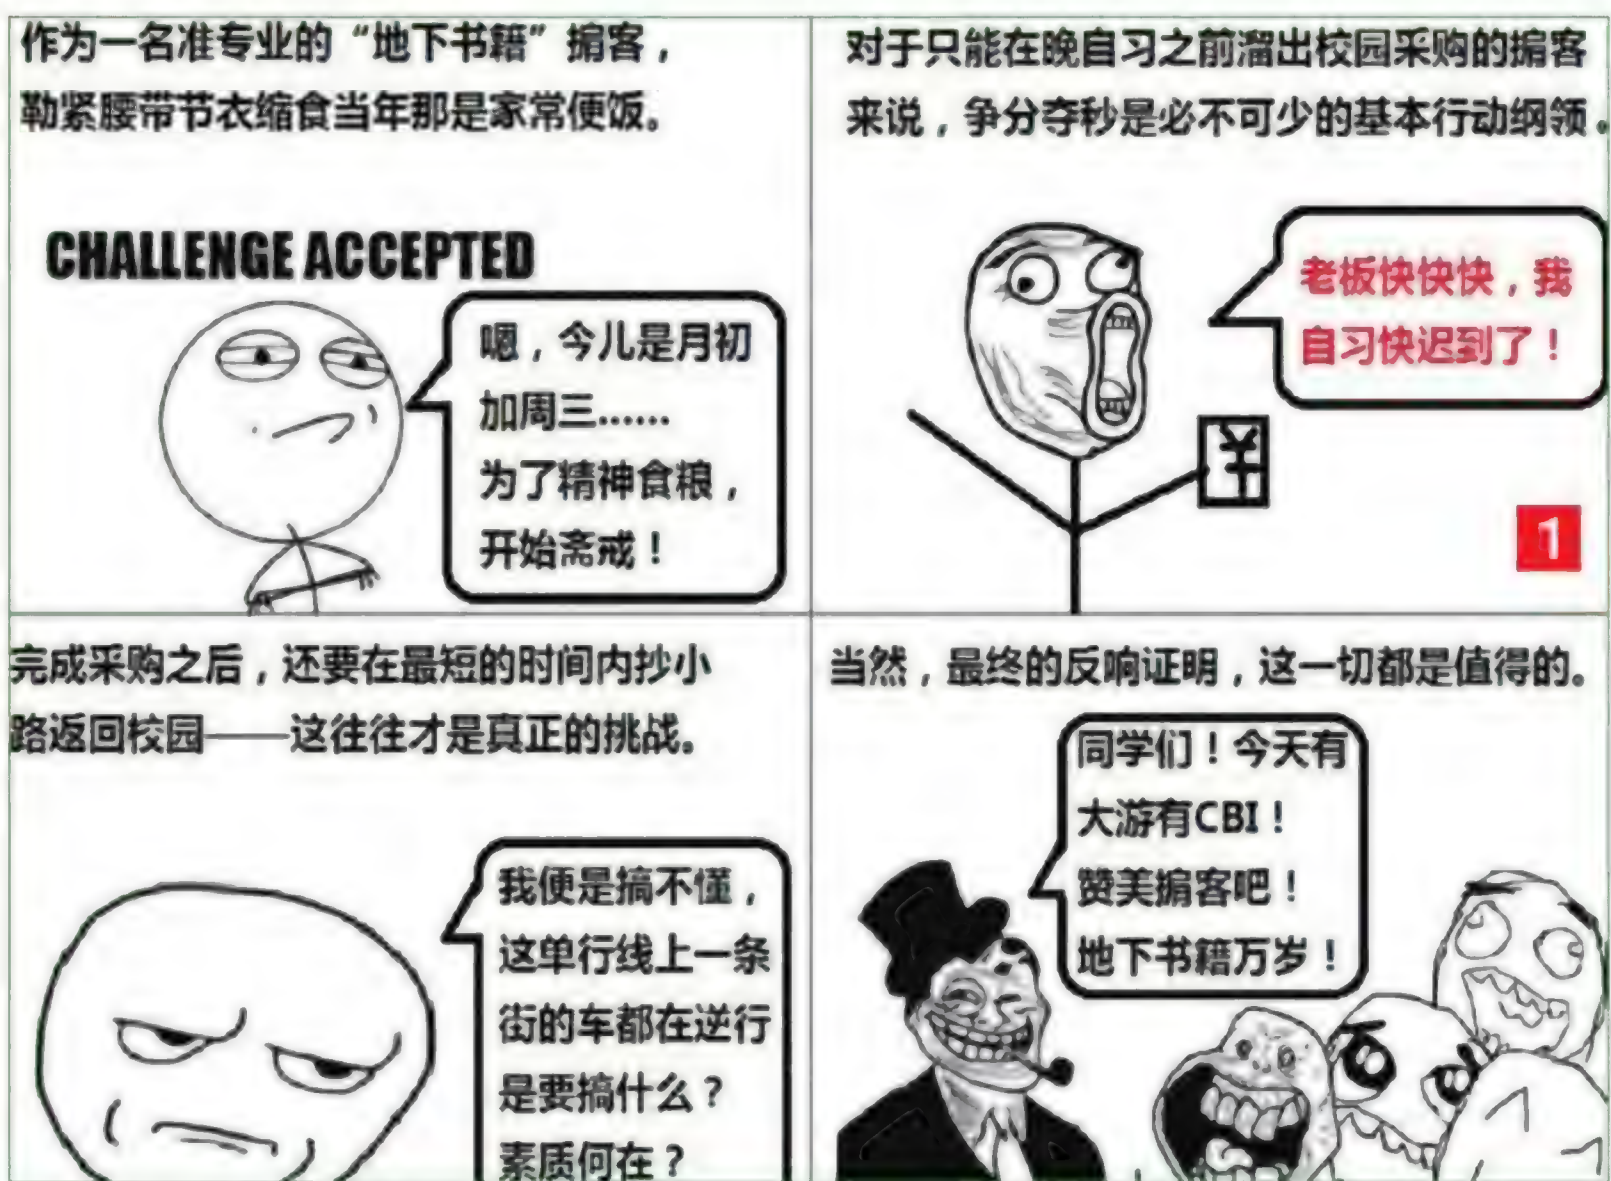 作为一名准专业的“地下书籍”掮客，
勒紧腰带节衣缩食当年那是家常便饭。
CHALLENGE ACCEPTED
嗯，今儿是月初
加周三……
为了精神食粮，
开始斋戒！
对于只能在晚自习之前溜出校园采购的掮客
来说，争分夺秒是必不可少的基本行动纲领。
老板快快快，我
自习快迟到了！
￥
1
完成采购之后，还要在最短的时间内抄小
路返回校园——这往往才是真正的挑战。
我便是搞不懂，
这单行线上一条
街的车都在逆行
是要搞什么？
素质何在？
当然，最终的反响证明，这一切都是值得的。
同学们！今天有
大游有CBI！
赞美掮客吧！
地下书籍万岁！